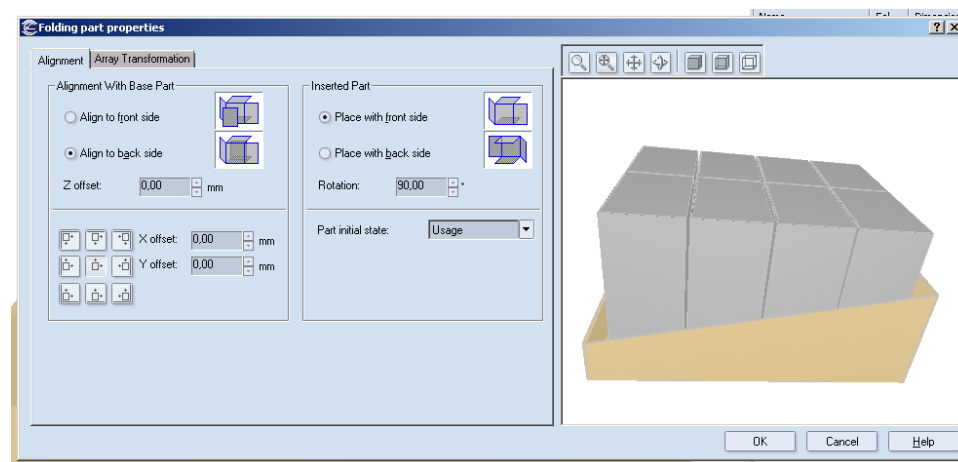 Name
Folding part properties
Alignment
Array Transformation
Alignment With Base Part
Align to front side
Align to back side
Z offset: 0,00 mm
X offset: 0,00 mm
Y offset: 0,00 mm
Inserted Part
Place with front side
Place with back side
Rotation: 90,00 °
Part initial state: Usage
OK Cancel Help